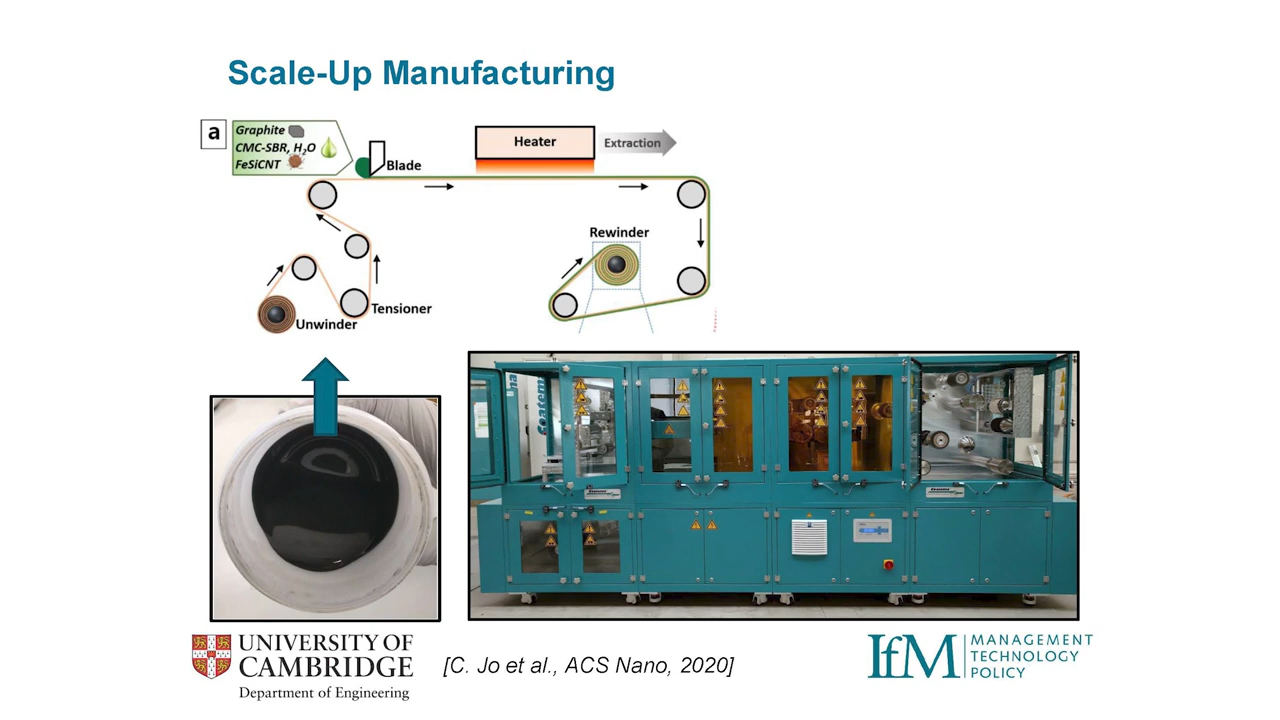 Scale-Up Manufacturing
a
Graphite
CMC-SBR, H2O
FeSiCNT
Blade
Heater
Extraction
Rewinder
Tensioner
Unwinder
Coatema
UNIVERSITY OF
CAMBRIDGE
Department of Engineering
[C. Jo et al., ACS Nano, 2020]
IfM
MANAGEMENT
TECHNOLOGY
POLICY